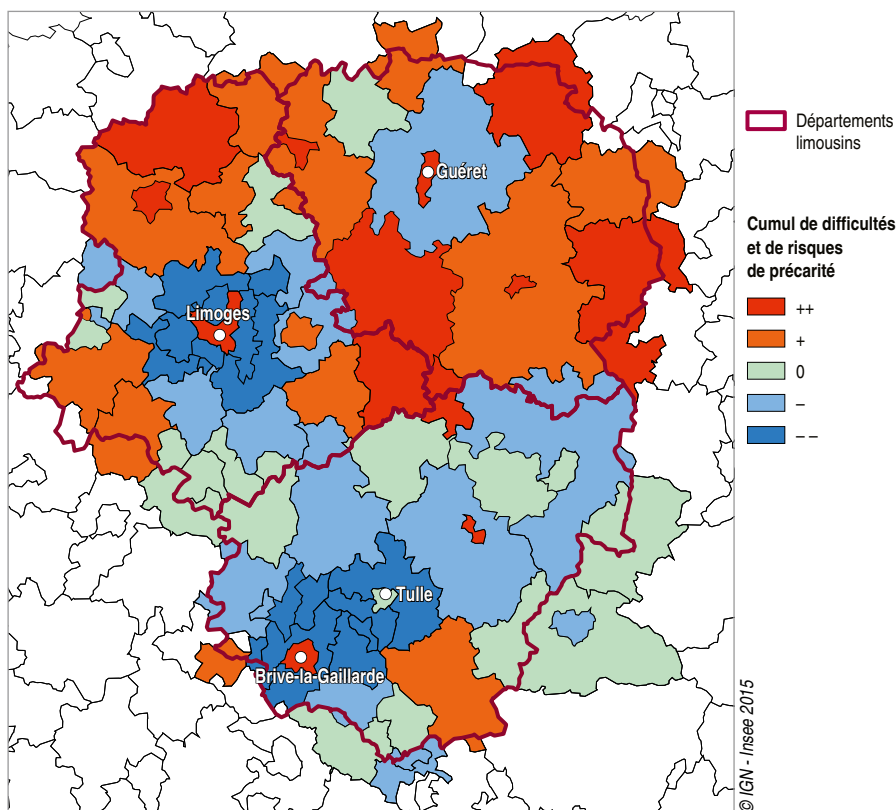 Guéret
Limoges
Tulle
Brive-la-Gaillarde
Départements
limousins
Cumul de difficultés
et de risques
de précarité
++
+
0
–
– –
© IGN - Insee 2015